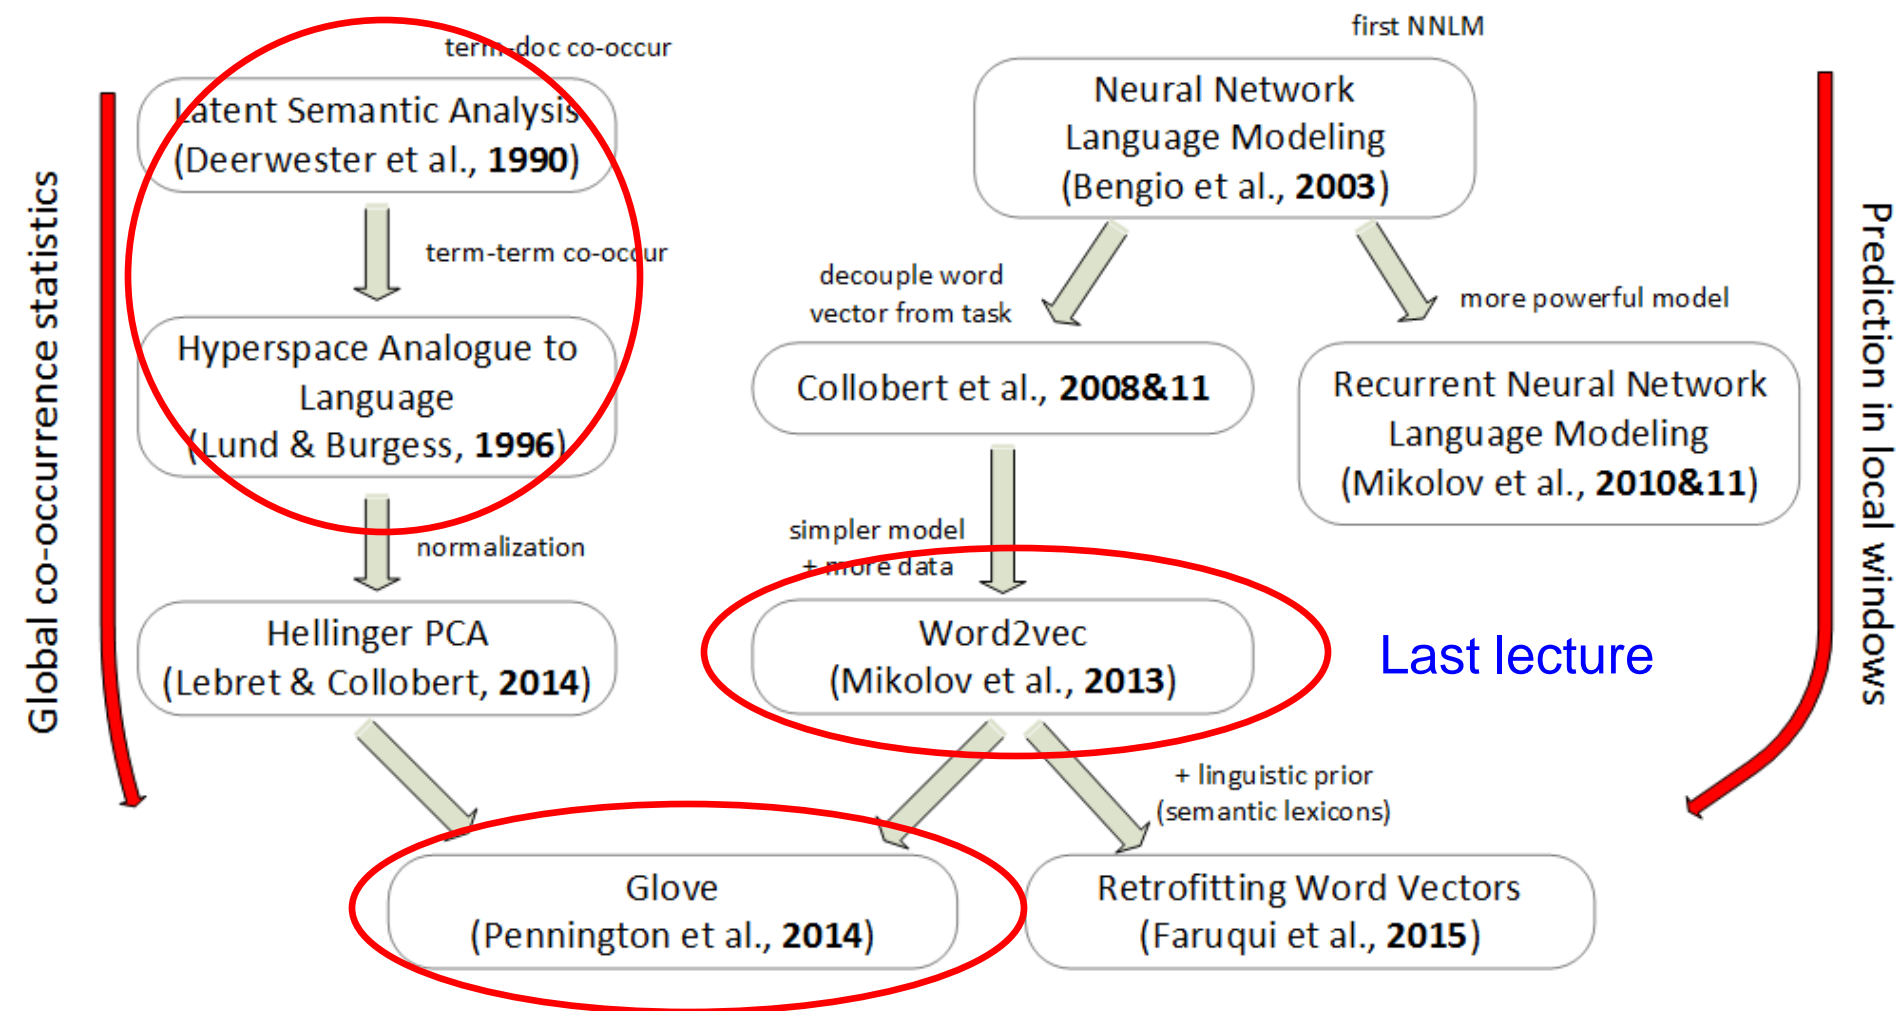 Global co-occurrence statistics
term-doc co-occur
Latent Semantic Analysis
(Deerwester et al., 1990)
term-term co-occur
Hyperspace Analogue to
Language
(Lund & Burgess, 1996)
normalization
Hellinger PCA
(Lebret & Collobert, 2014)
first NNLM
Neural Network
Language Modeling
(Bengio et al., 2003)
decouple word
vector from task
more powerful model
Collobert et al., 2008&11
Recurrent Neural Network
Language Modeling
(Mikolov et al., 2010&11)
simpler model
+ more data
Word2vec
(Mikolov et al., 2013)
Last lecture
+ linguistic prior
(semantic lexicons)
Glove
(Pennington et al., 2014)
Retrofitting Word Vectors
(Faruqui et al., 2015)
Prediction in local windows